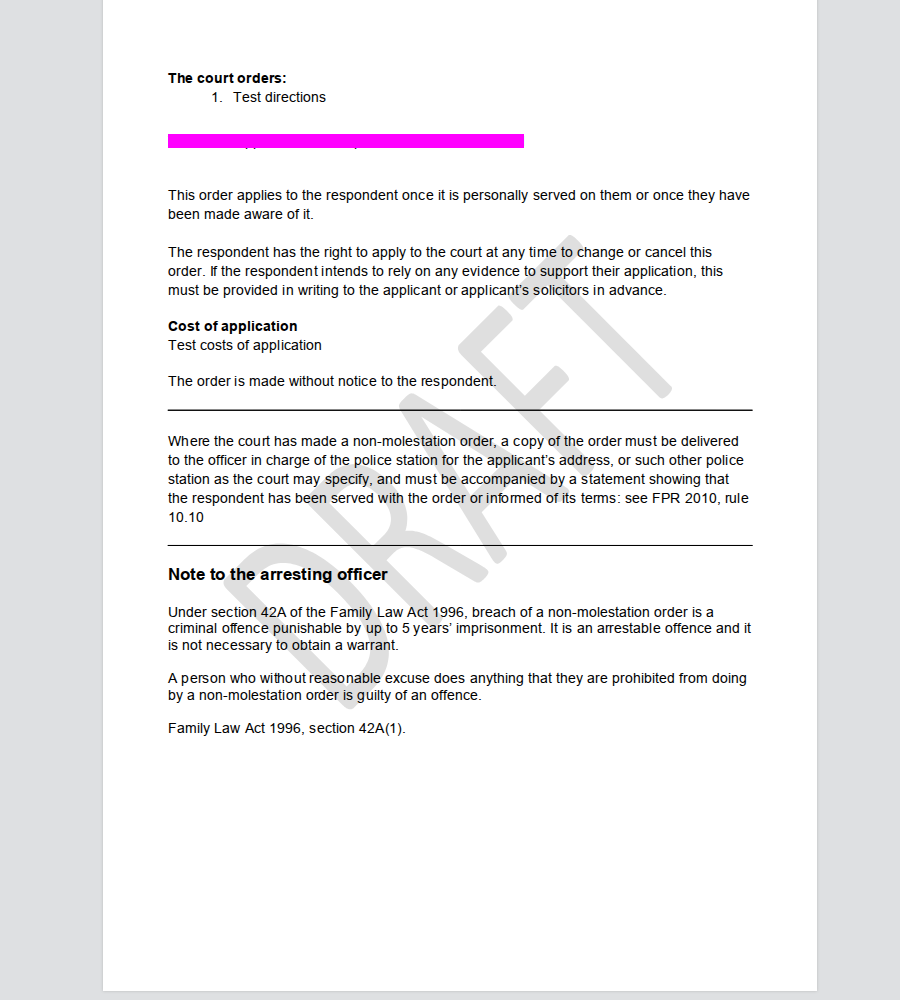 The court orders:
1. Test directions
This order applies to the respondent once it is personally served on them or once they have
been made aware of it.
The respondent has the right to apply to the court at any time to change or cancel this
order. If the respondent intends to rely on any evidence to support their application, this
must be provided in writing to the applicant or applicant’s solicitors in advance.
Cost of application
Test costs of application
The order is made without notice to the respondent.
Where the court has made a non-molestation order, a copy of the order must be delivered
to the officer in charge of the police station for the applicant’s address, or such other police
station as the court may specify, and must be accompanied by a statement showing that
the respondent has been served with the order or informed of its terms: see FPR 2010, rule
10.10
Note to the arresting officer
Under section 42A of the Family Law Act 1996, breach of a non-molestation order is a
criminal offence punishable by up to 5 years’ imprisonment. It is an arrestable offence and it
is not necessary to obtain a warrant.
A person who without reasonable excuse does anything that they are prohibited from doing
by a non-molestation order is guilty of an offence.
Family Law Act 1996, section 42A(1).
DRAFT